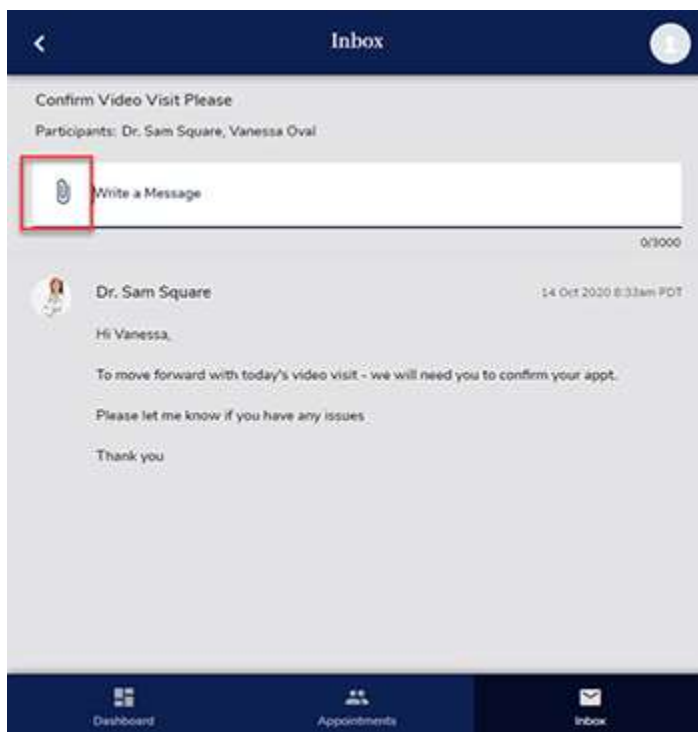 Inbox
Confirm Video Visit Please
Participants: Dr. Sam Square, Vanessa Oval
Write a Message
0/3000
Dr. Sam Square
14 Oct 2020 8:33am PDT
Hi Vanessa,
To move forward with today's video visit - we will need you to confirm your appt.
Please let me know if you have any issues
Thank you
Dashboard
Appointments
Inbox